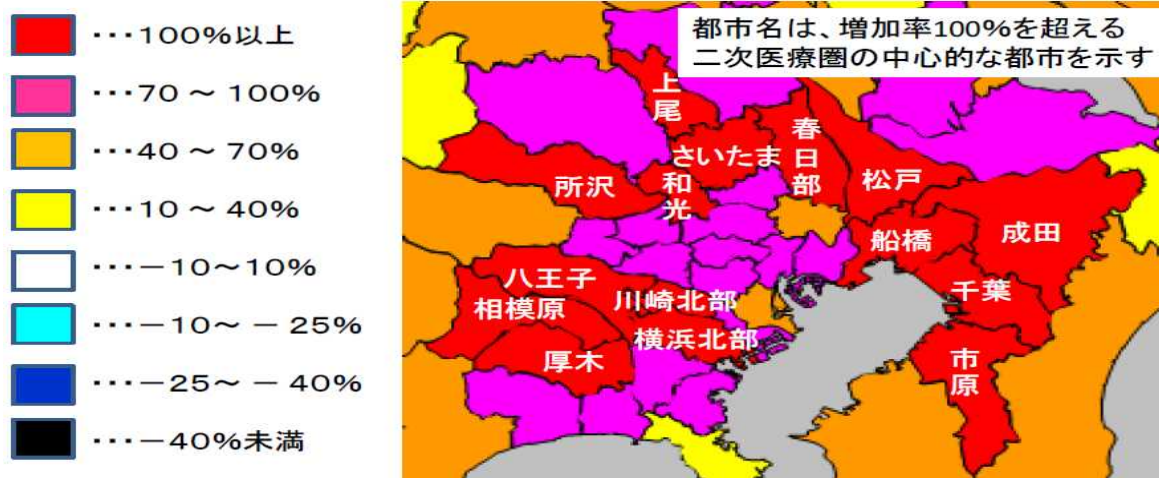 ･･･100%以上
･･･70 ～ 100%
･･･40 ～ 70%
･･･10 ～ 40%
･･･－10～10%
･･･－10～ － 25%
･･･－25～ － 40%
･･･－40%未満
都市名は、増加率100%を超える
二次医療圏の中心的な都市を示す
上尾
さいたま
春日部
和光
所沢
松戸
船橋
成田
千葉
八王子
相模原
川崎北部
横浜北部
厚木
市原